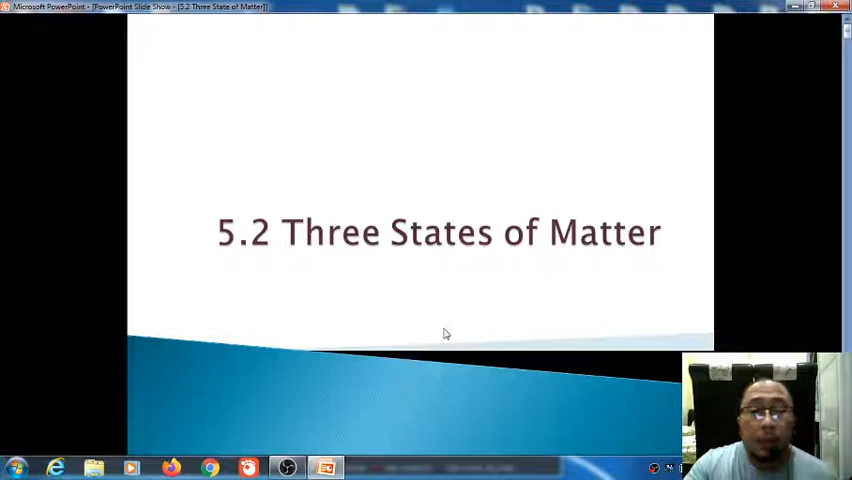 Microsoft PowerPoint - [PowerPoint Slide Show - [5.2 Three State of Matter]]
5.2 Three States of Matter